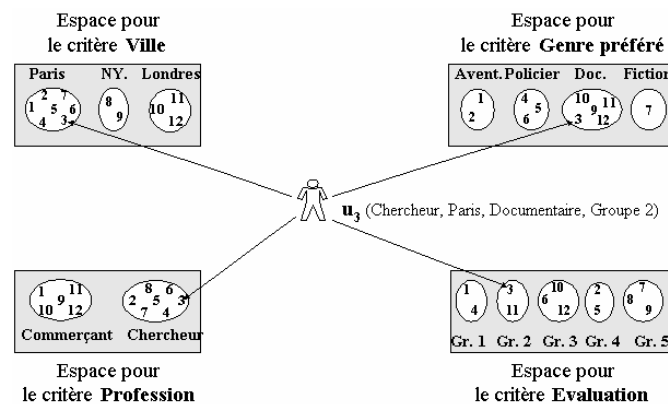 Espace pour
le critère Ville
Paris NY. Londres
1 2 7 5 6 4 3
8 9
10 11 12
Espace pour
le critère Genre préféré
Avent. Policier Doc. Fiction
1 2
4 5 6
10 11 9 3 12
7
u3 (Chercheur, Paris, Documentaire, Groupe 2)
1 11 9 10 12
8 6 2 5 3 7 4
Commerçant Chercheur
Espace pour
le critère Profession
1 4
3 11
10 6 12
2 5
7 8 9
Gr. 1 Gr. 2 Gr. 3 Gr. 4 Gr. 5
Espace pour
le critère Evaluation